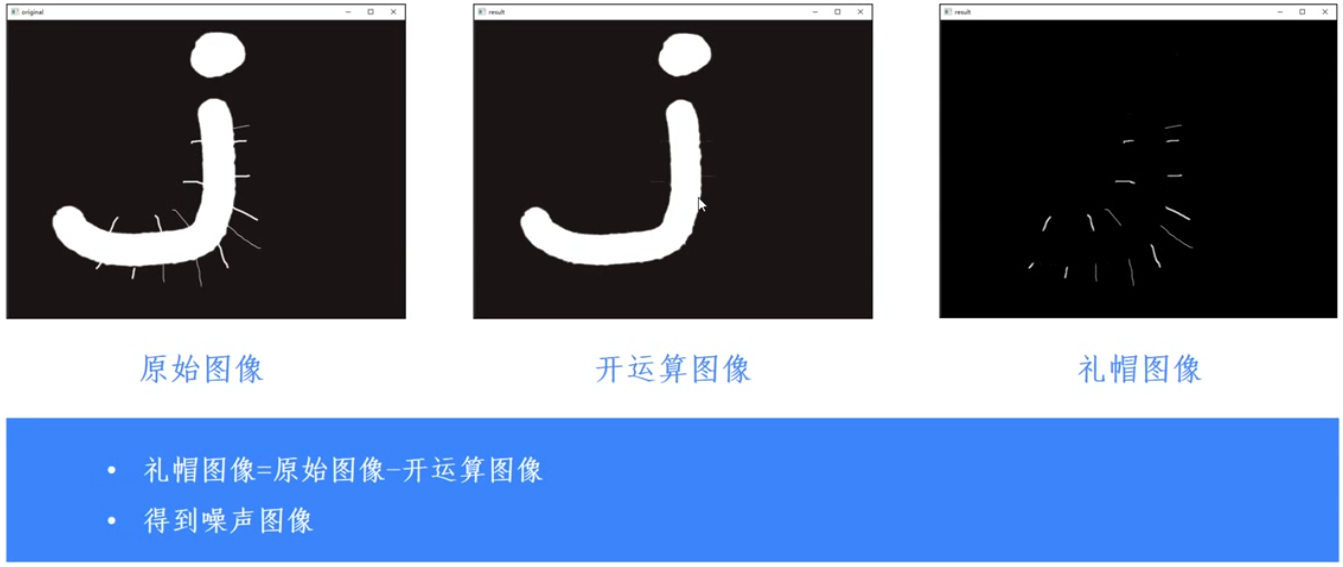 original
result
result
原始图像
开运算图像
礼帽图像
• 礼帽图像=原始图像-开运算图像
• 得到噪声图像